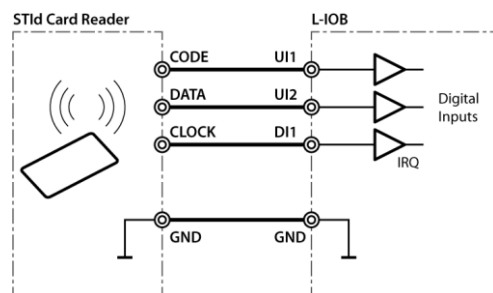 STId Card Reader
L-IOB
CODE UI1
DATA UI2
Digital
Inputs
CLOCK DI1
IRQ
GND GND